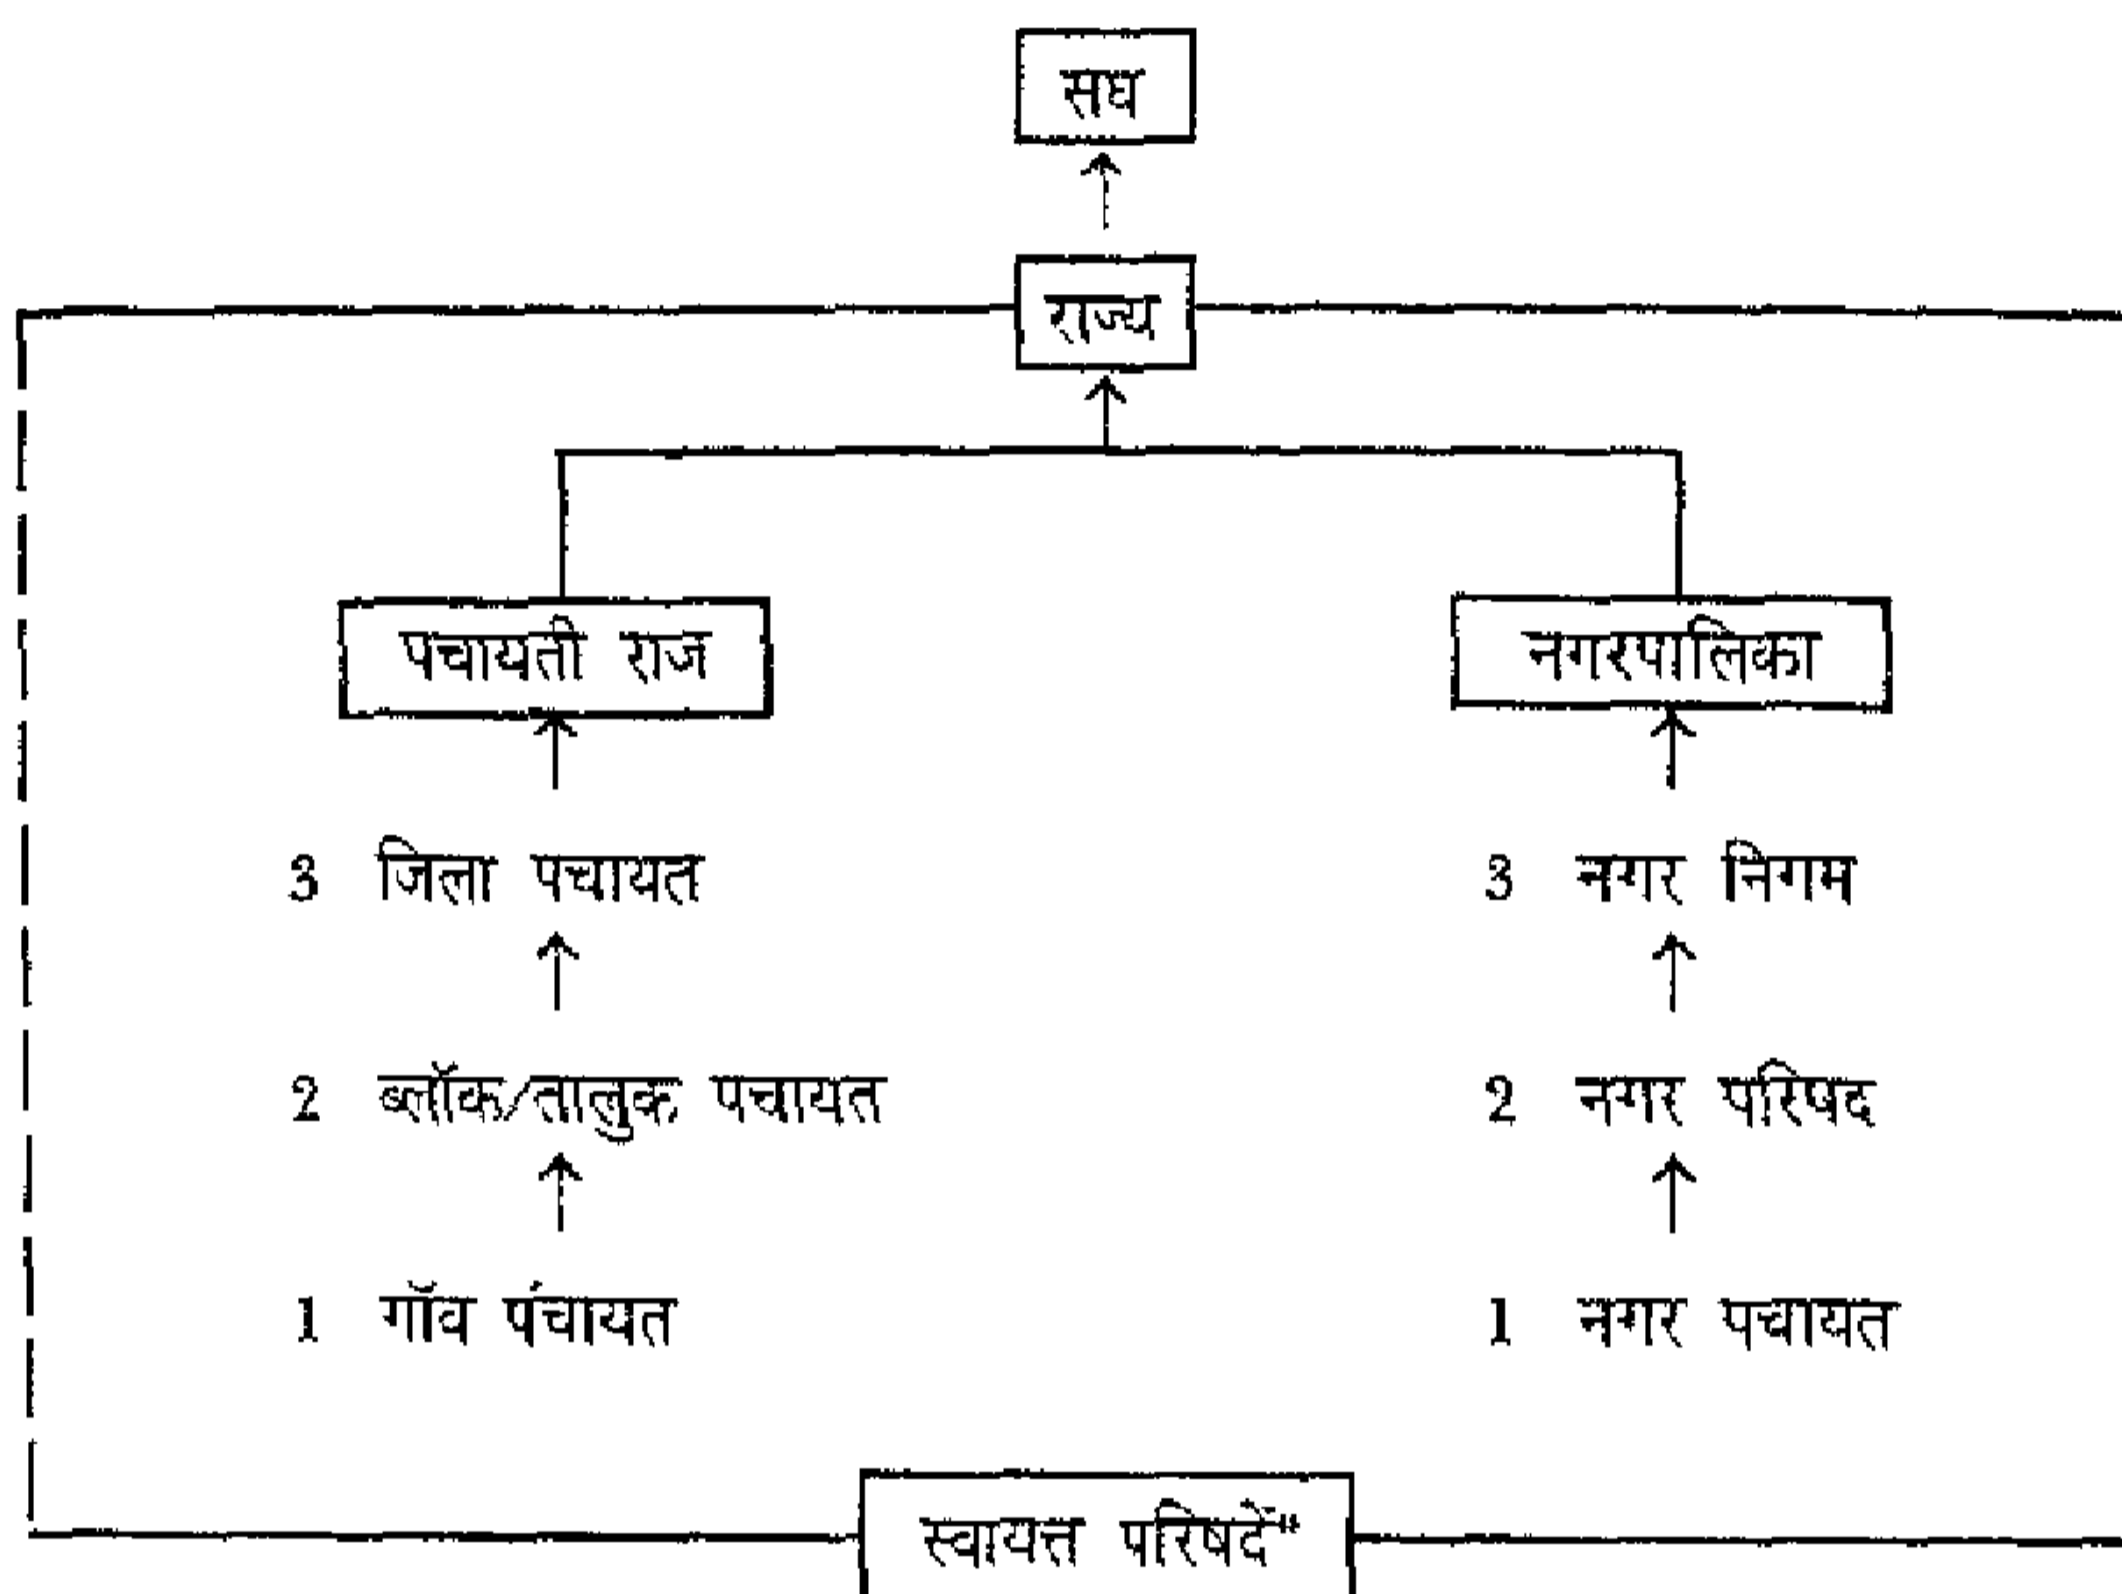 सघ
राज्य
पचायती राज
नगरपालिका
3 जिला पचायत
3 नगर निगम
2 ब्लॉक/तालुक पचायत
2 नगर परिषद
1 गॉव पंचायत
1 नगर पचायत
स्वायत्त परिषदें"